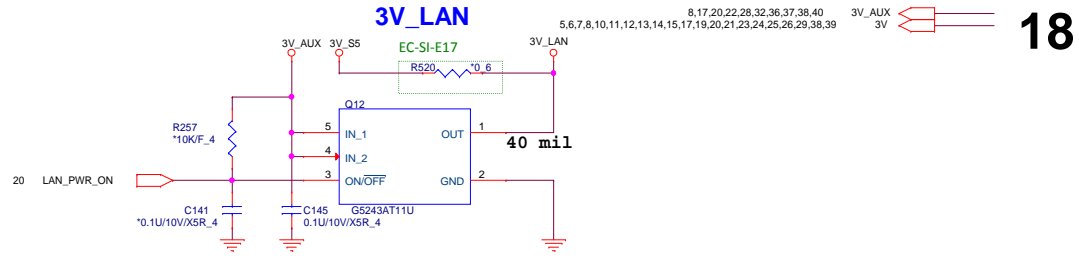 3V_LAN
8,17,20,22,28,32,36,37,38,40 3V_AUX
5,6,7,8,10,11,12,13,14,15,17,19,20,21,23,24,25,26,29,38,39 3V
18
3V_AUX 3V_S5 EC-SI-E17 3V_LAN
R520 *0_6
Q12
R257
*10K/F_4
5 IN_1 OUT 1
40 mil
4 IN_2
20 LAN_PWR_ON 3 ON/OFF GND 2
C141
*0.1U/10V/X5R_4
C145
0.1U/10V/X5R_4
G5243AT11U